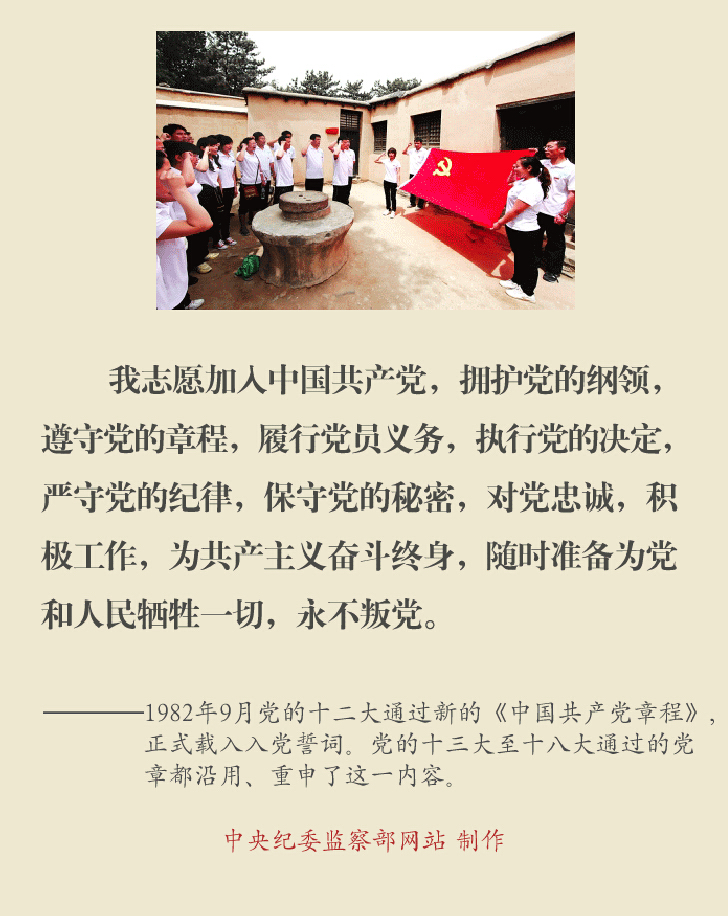 我志愿加入中国共产党，拥护党的纲领，
遵守党的章程，履行党员义务，执行党的决定，
严守党的纪律，保守党的秘密，对党忠诚，积
极工作，为共产主义奋斗终身，随时准备为党
和人民牺牲一切，永不叛党。
————1982年9月党的十二大通过新的《中国共产党章程》，
正式载入入党誓词。党的十三大至十八大通过的党
章都沿用、重申了这一内容。
中央纪委监察部网站 制作